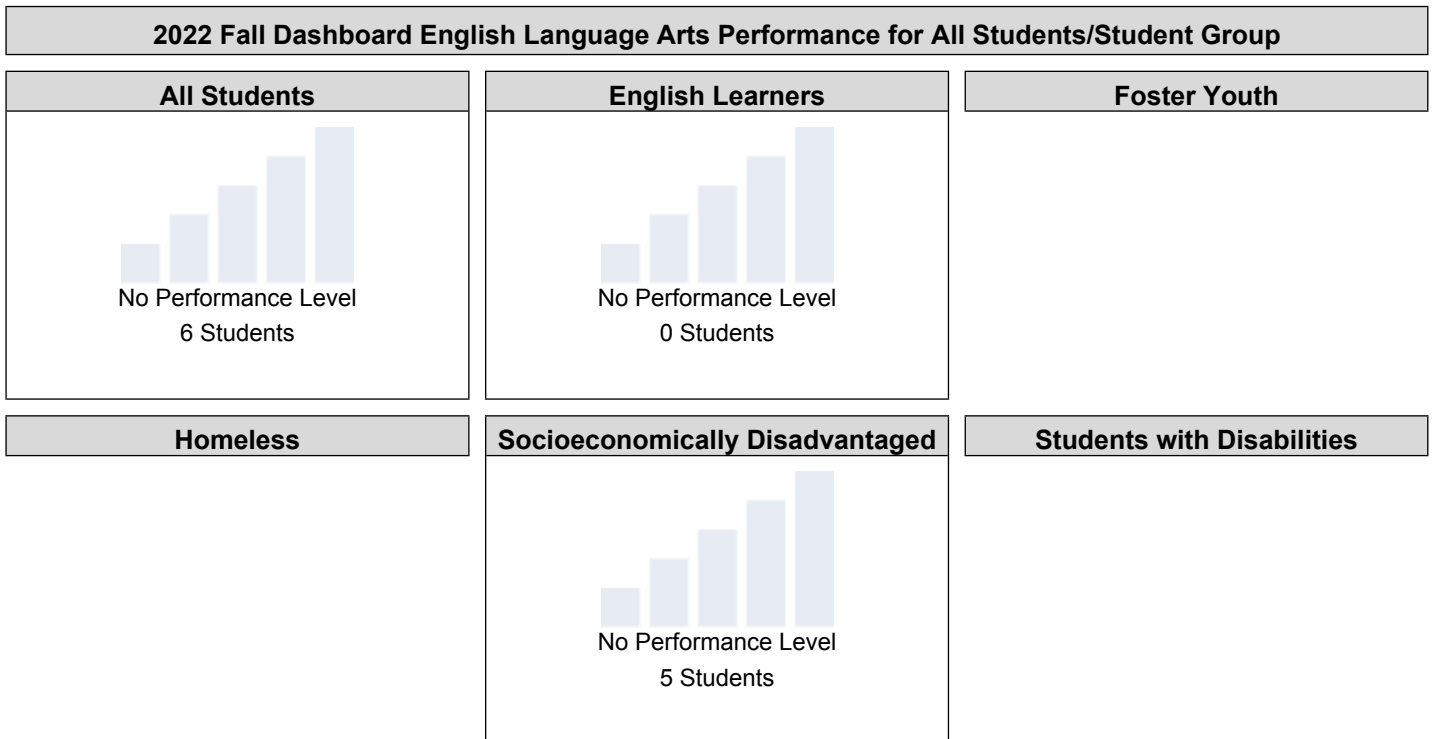 2022 Fall Dashboard English Language Arts Performance for All Students/Student Group
All Students
English Learners
Foster Youth
No Performance Level
6 Students
No Performance Level
0 Students
Homeless
Socioeconomically Disadvantaged
Students with Disabilities
No Performance Level
5 Students